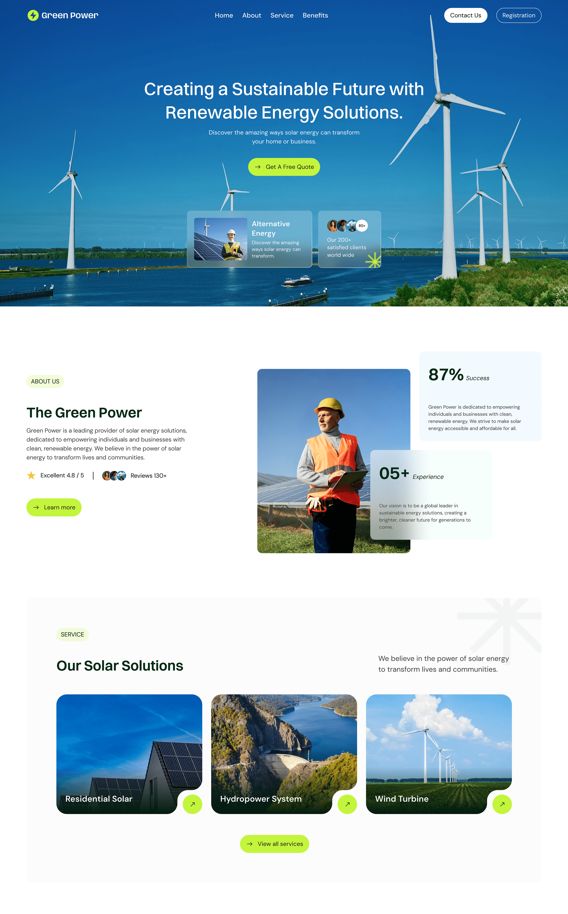 Green Power
Home About Service Benefits
Contact Us
Registration
Creating a Sustainable Future with
Renewable Energy Solutions.
Discover the amazing ways solar energy can transform
your home or business.
→ Get A Free Quote
Alternative
Energy
Discover the amazing
ways solar energy can
transform.
80+
Our 200+
satisfied clients
world wide
ABOUT US
The Green Power
Green Power is a leading provider of solar energy solutions,
dedicated to empowering individuals and businesses with
clean, renewable energy. We believe in the power of solar
energy to transform lives and communities.
Excellent 4.8 / 5 | Reviews 130+
→ Learn more
87% Success
Green Power is dedicated to empowering
individuals and businesses with clean,
renewable energy. We strive to make solar
energy accessible and affordable for all.
05+ Experience
Our vision is to be a global leader in
sustainable energy solutions, creating a
brighter, cleaner future for generations to
come.
SERVICE
Our Solar Solutions
We believe in the power of solar energy
to transform lives and communities.
Residential Solar
Hydropower System
Wind Turbine
→ View all services